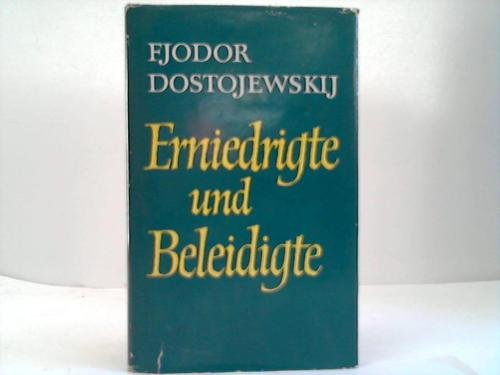 FJODOR
DOSTOJEWSKIJ
Erniedrigte
und
Beleidigte